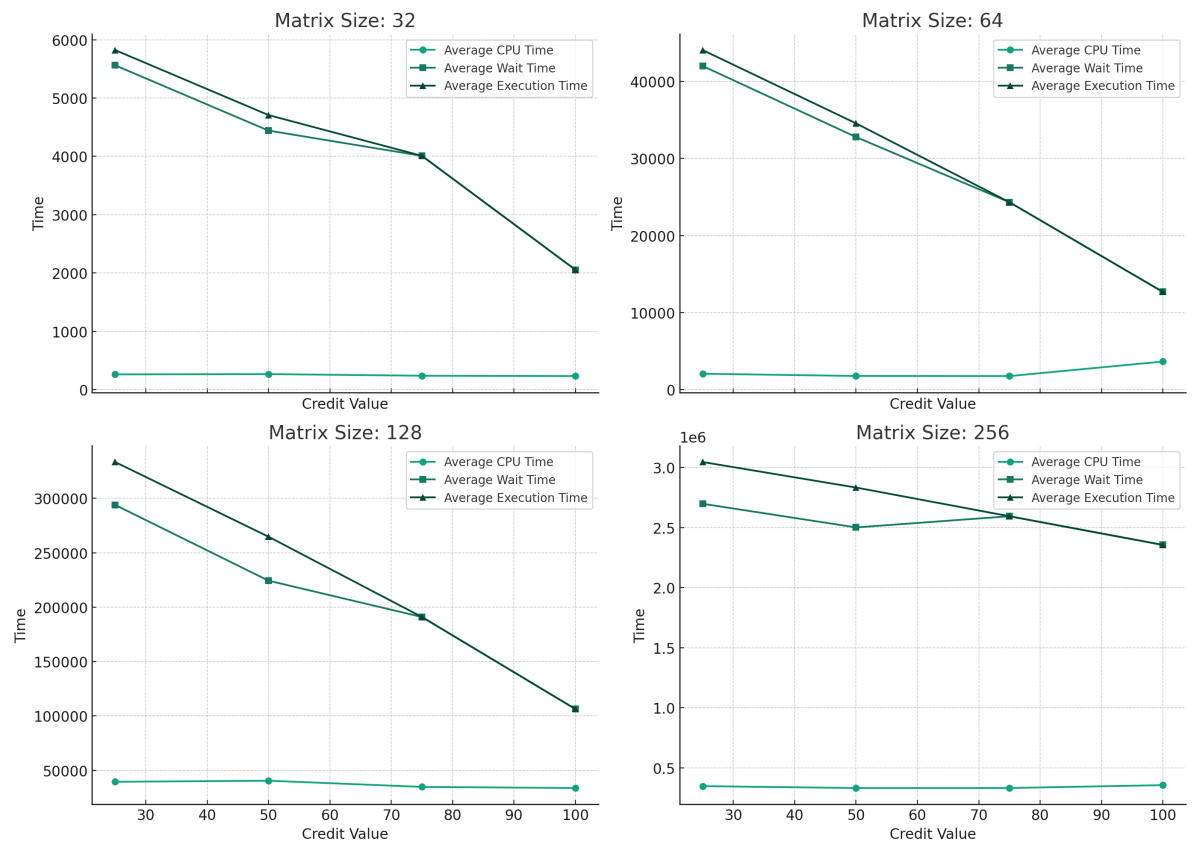 Matrix Size: 32
6000
5000
4000
3000
2000
1000
0
Time
Average CPU Time
Average Wait Time
Average Execution Time
Credit Value
Matrix Size: 64
40000
30000
20000
10000
0
Time
Average CPU Time
Average Wait Time
Average Execution Time
Credit Value
Matrix Size: 128
300000
250000
200000
150000
100000
50000
Time
Average CPU Time
Average Wait Time
Average Execution Time
30 40 50 60 70 80 90 100
Credit Value
Matrix Size: 256
1e6
3.0
2.5
2.0
1.5
1.0
0.5
Time
Average CPU Time
Average Wait Time
Average Execution Time
30 40 50 60 70 80 90 100
Credit Value